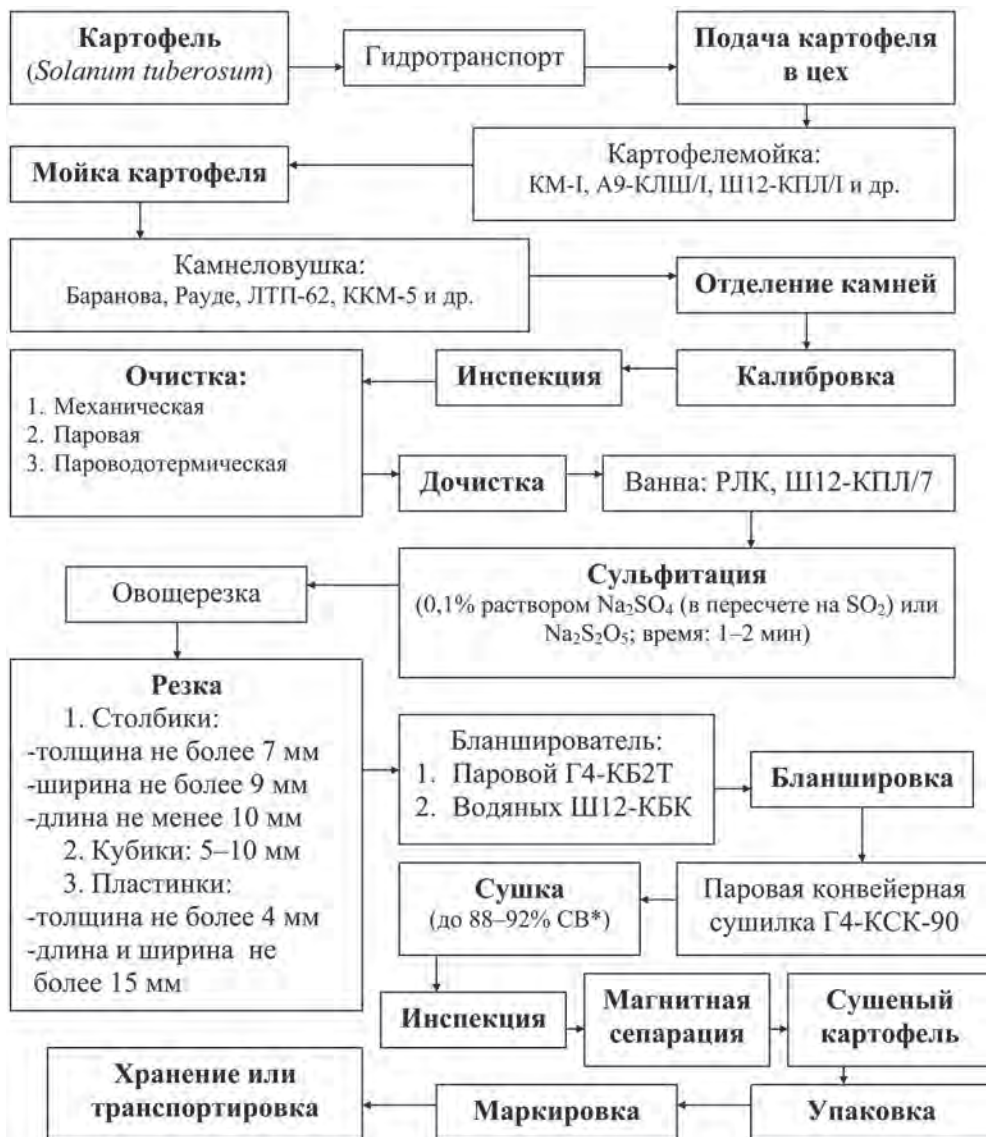 Картофель
(Solanum tuberosum)
Гидротранспорт
Подача картофеля
в цех
Картофелемойка:
КМ-I, А9-КЛШ/I, Ш12-КПЛ/I и др.
Мойка картофеля
Камнеловушка:
Баранова, Рауде, ЛТП-62, ККМ-5 и др.
Отделение камней
Калибровка
Инспекция
Очистка:
1. Механическая
2. Паровая
3. Пароводотермическая
Дочистка
Ванна: РЛК, Ш12-КПЛ/7
Сульфитация
(0,1% раствором Na₂SO₄ (в пересчете на SO₂) или
Na₂S₂O₅; время: 1–2 мин)
Овощерезка
Резка
1. Столбики:
-толщина не более 7 мм
-ширина не более 9 мм
-длина не менее 10 мм
2. Кубики: 5–10 мм
3. Пластинки:
-толщина не более 4 мм
-длина и ширина не
более 15 мм
Бланширователь:
1. Паровой Г4-КБ2Т
2. Водяных Ш12-КБК
Бланшировка
Паровая конвейерная
сушилка Г4-КСК-90
Сушка
(до 88–92% СВ*)
Инспекция
Магнитная
сепарация
Сушеный
картофель
Упаковка
Маркировка
Хранение или
транспортировка